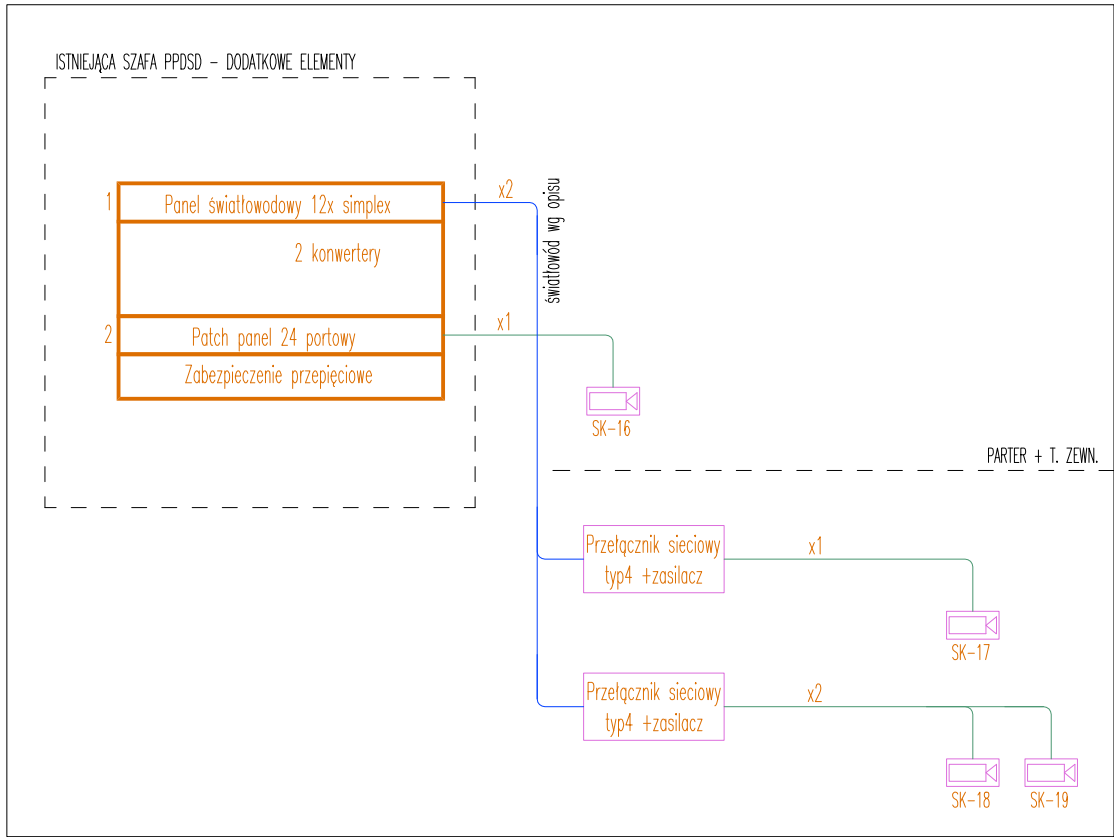 ISTNIEJĄCA SZAFA PPDSD – DODATKOWE ELEMENTY
1
Panel światłowodowy 12x simplex
x2
światłowód wg opisu
2 konwertery
2
Patch panel 24 portowy
x1
Zabezpieczenie przepięciowe
SK–16
PARTER + T. ZEWN.
Przełącznik sieciowy
typ4 +zasilacz
x1
SK–17
Przełącznik sieciowy
typ4 +zasilacz
x2
SK–18
SK–19